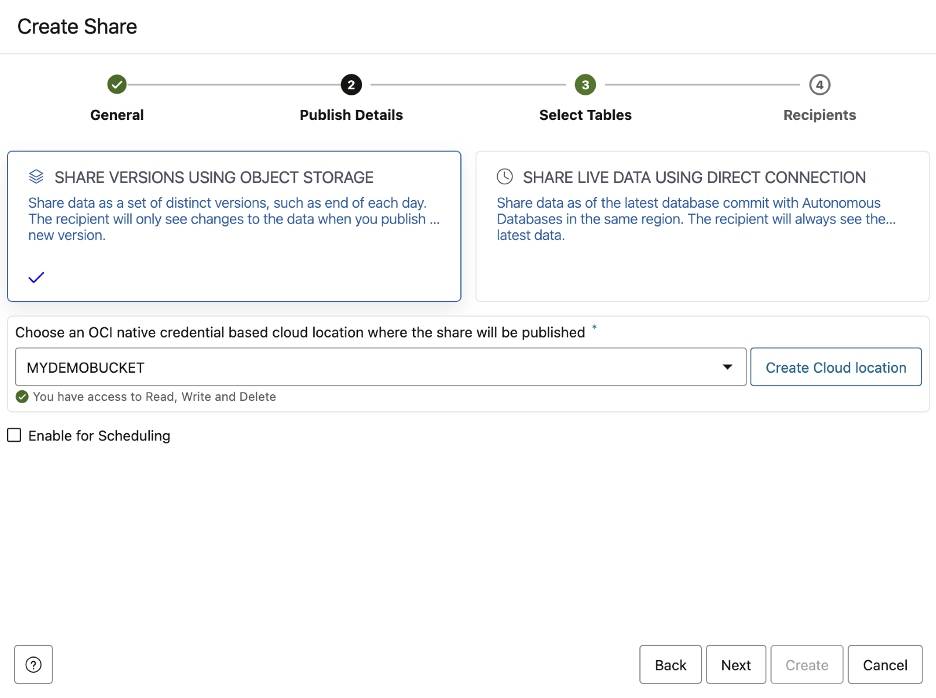 Create Share
2
3
4
General
Publish Details
Select Tables
Recipients
SHARE VERSIONS USING OBJECT STORAGE
Share data as a set of distinct versions, such as end of each day.
The recipient will only see changes to the data when you publish ...
new version.
SHARE LIVE DATA USING DIRECT CONNECTION
Share data as of the latest database commit with Autonomous
Databases in the same region. The recipient will always see the...
latest data.
Choose an OCI native credential based cloud location where the share will be published *
MYDEMOBUCKET
Create Cloud location
You have access to Read, Write and Delete
Enable for Scheduling
?
Back
Next
Create
Cancel